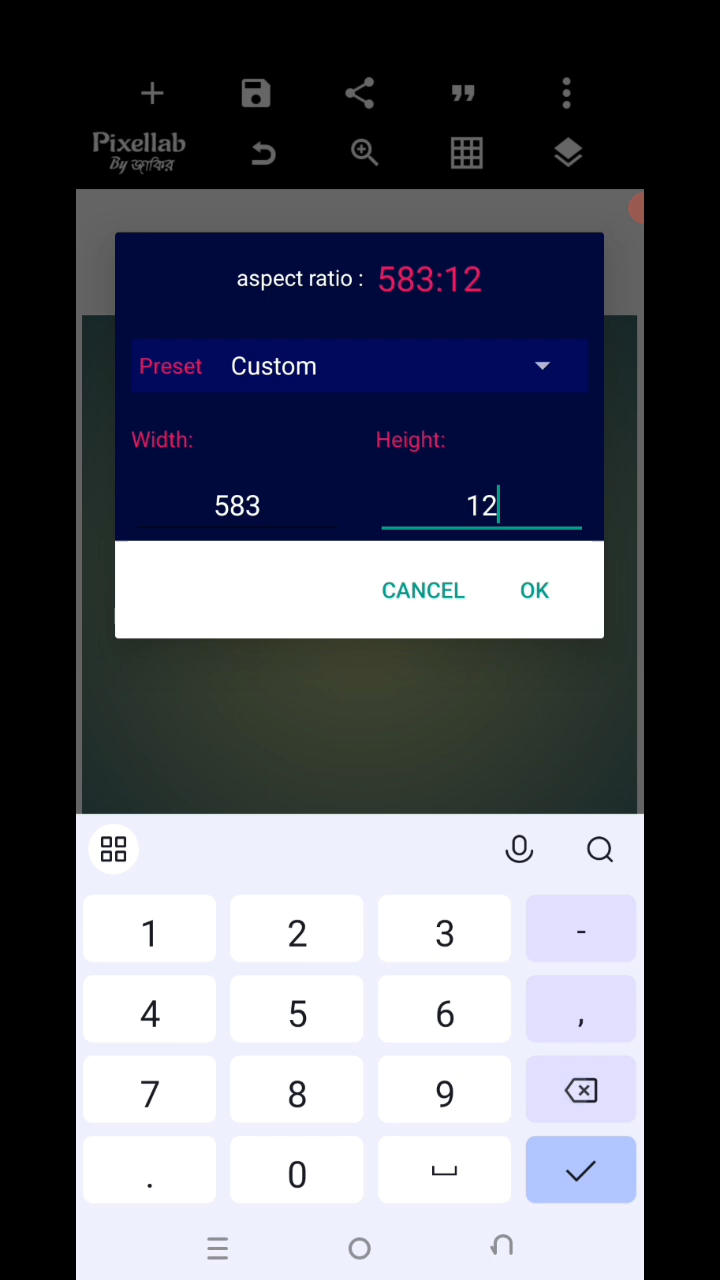 Pixellab
By জাকির
aspect ratio : 583:12
Preset Custom
Width: Height:
583 12
CANCEL OK
1 2 3 -
4 5 6 ,
7 8 9
. 0